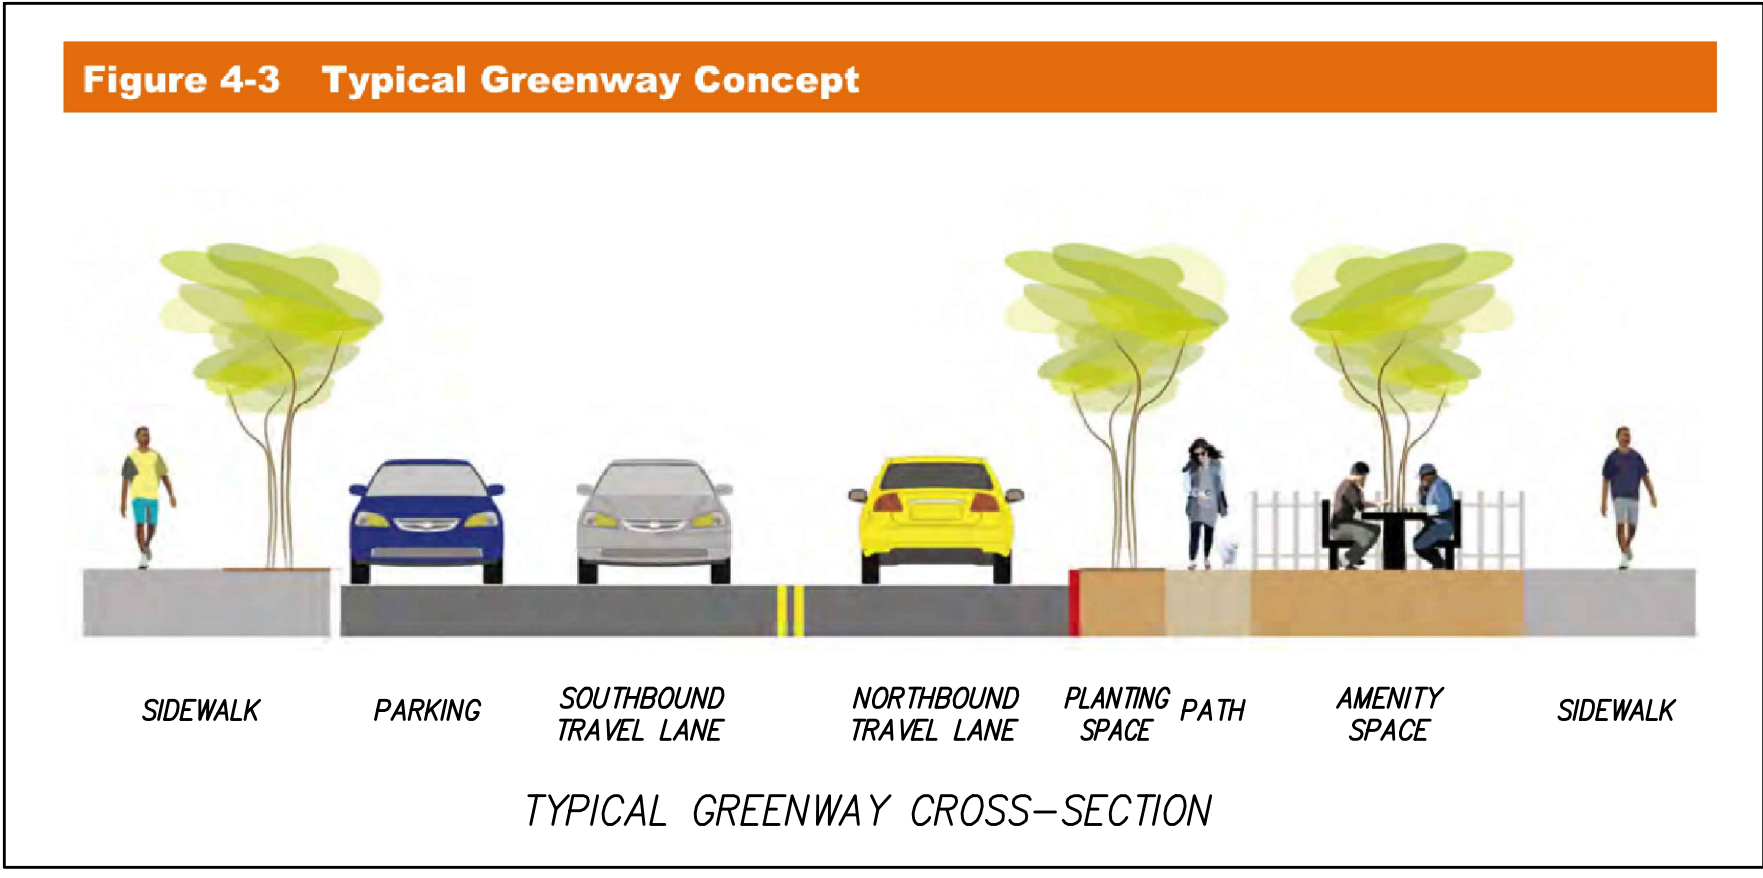 Figure 4-3 Typical Greenway Concept
SIDEWALK
PARKING
SOUTHBOUND
TRAVEL LANE
NORTHBOUND
TRAVEL LANE
PLANTING
SPACE
PATH
AMENITY
SPACE
SIDEWALK
TYPICAL GREENWAY CROSS-SECTION